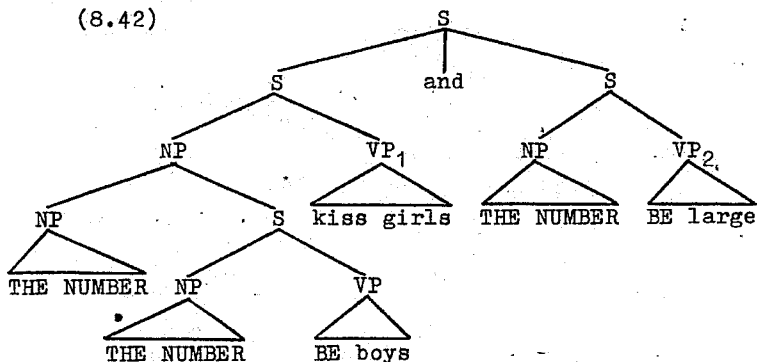 (8.42)
S
S and S
NP VP1 NP VP2
NP S kiss girls THE NUMBER BE large
THE NUMBER NP VP
THE NUMBER BE boys